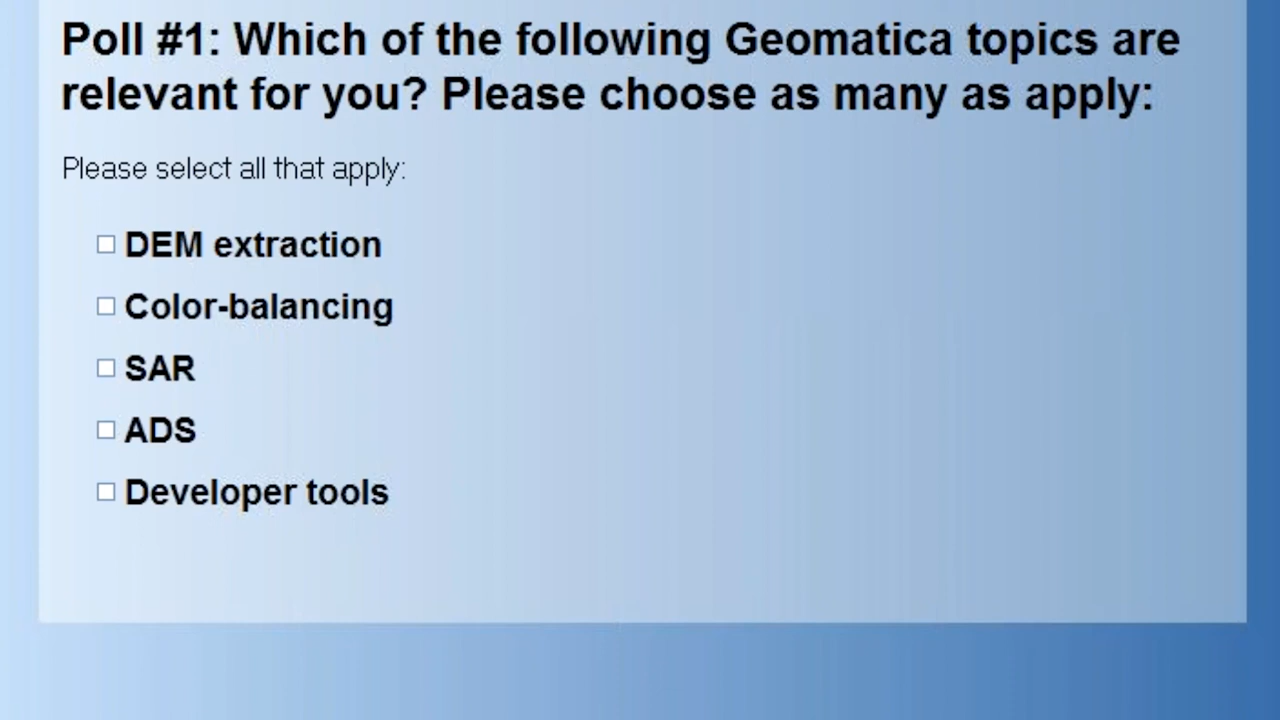 Poll #1: Which of the following Geomatica topics are
relevant for you? Please choose as many as apply:
Please select all that apply:
DEM extraction
Color-balancing
SAR
ADS
Developer tools